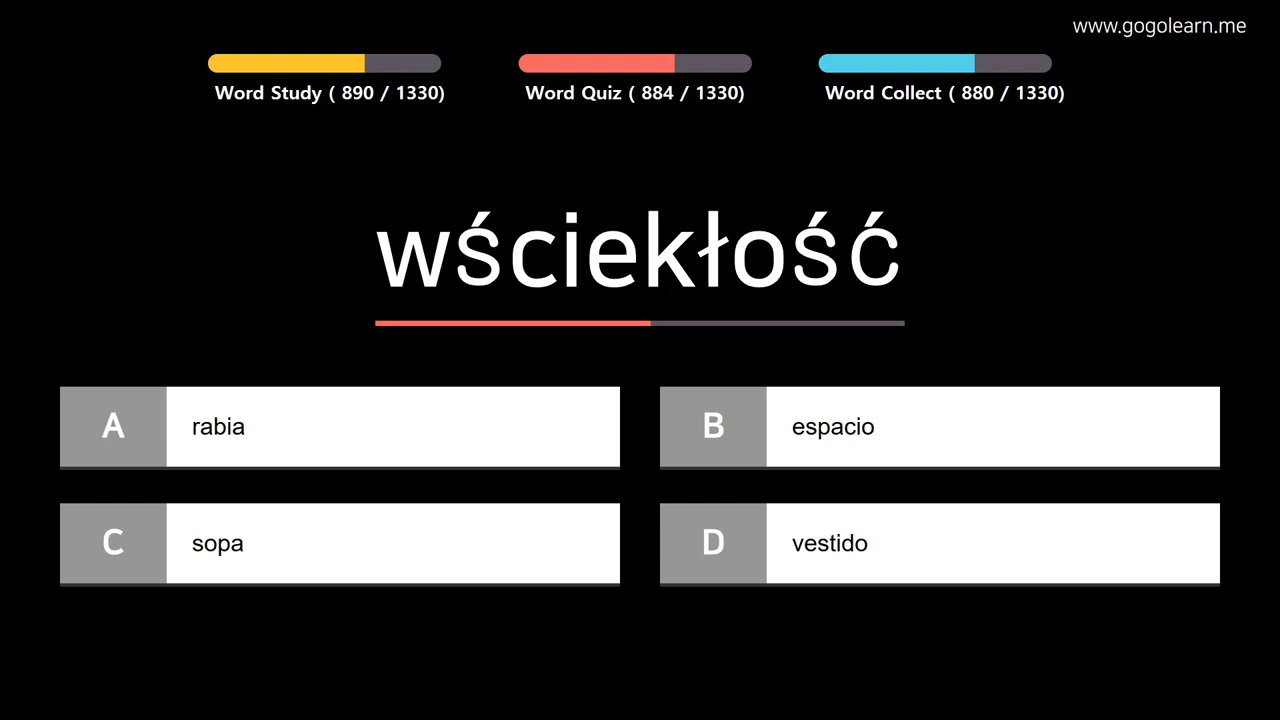 www.gogolearn.me
Word Study ( 890 / 1330)
Word Quiz ( 884 / 1330)
Word Collect ( 880 / 1330)
wściekłość
A rabia
B espacio
C sopa
D vestido